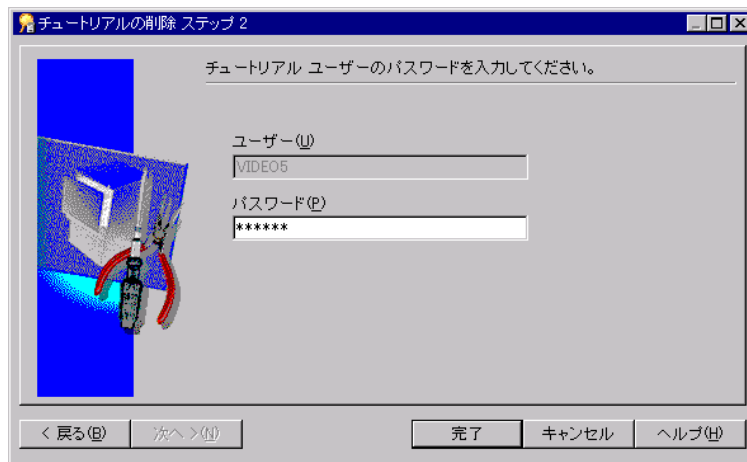 チュートリアルの削除 ステップ 2
チュートリアル ユーザーのパスワードを入力してください。
ユーザー(U)
VIDEO5
パスワード(P)
******
< 戻る(B)
次へ >(N)
完了
キャンセル
ヘルプ(H)